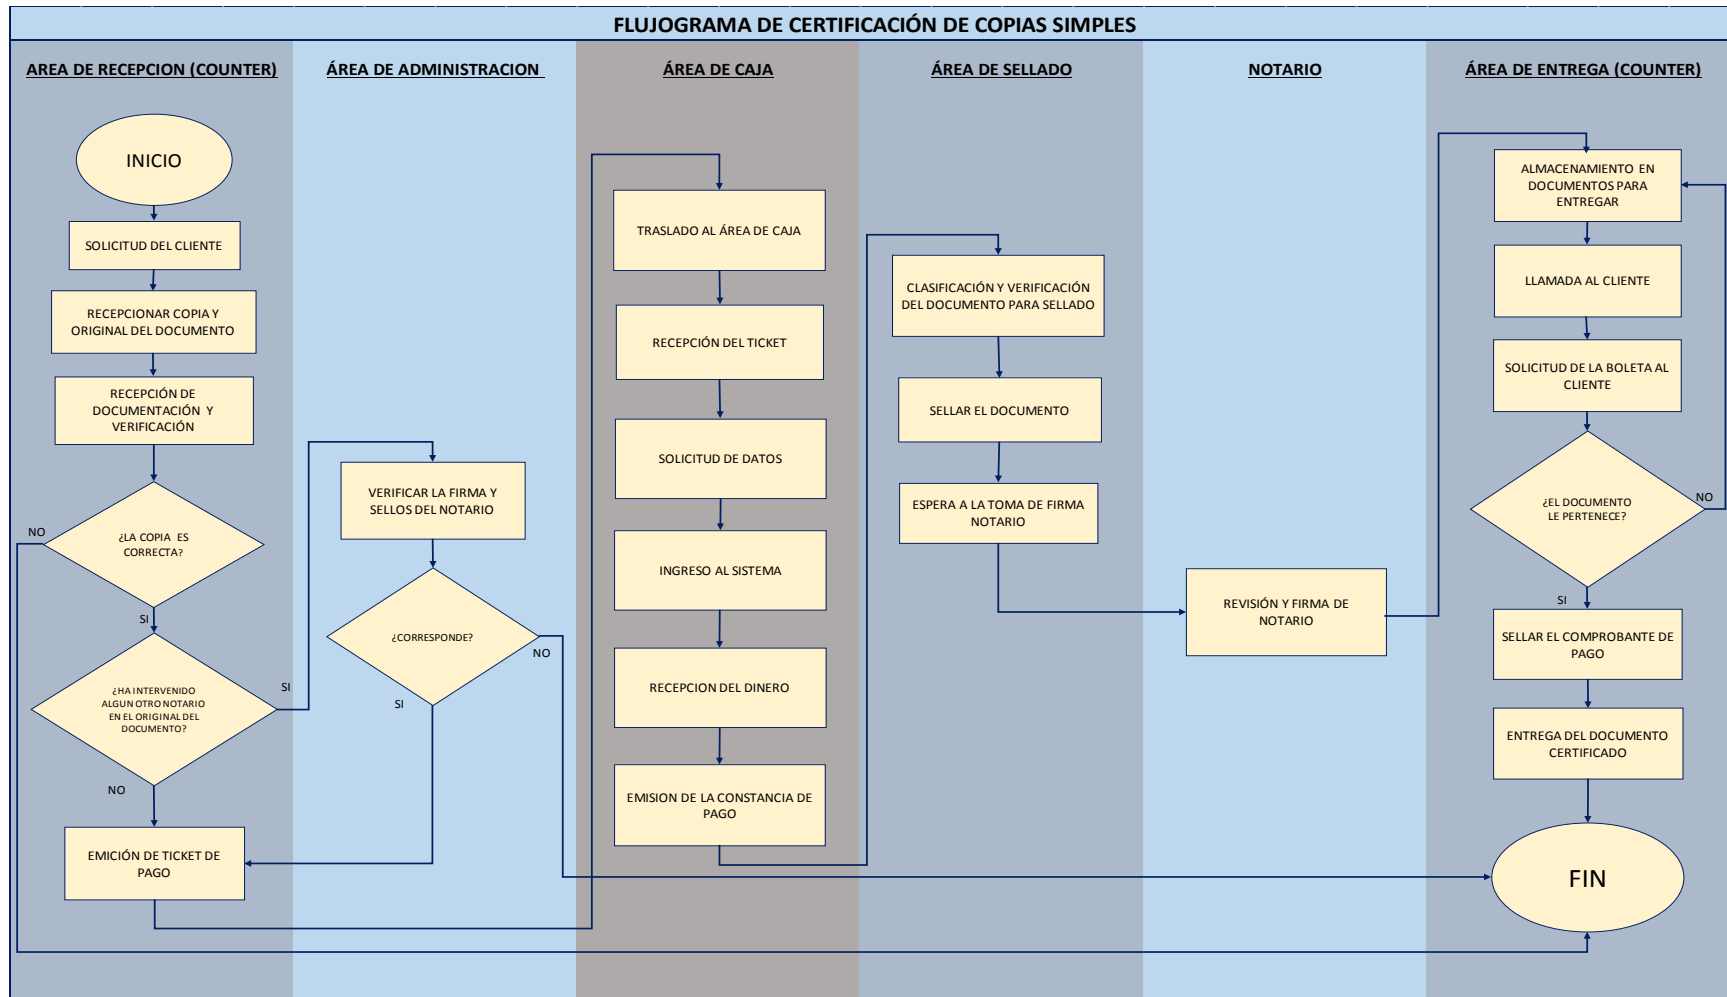 FLUJOGRAMA DE CERTIFICACIÓN DE COPIAS SIMPLES
AREA DE RECEPCION (COUNTER)
INICIO
SOLICITUD DEL CLIENTE
RECEPCIONAR COPIA Y
ORIGINAL DEL DOCUMENTO
RECEPCIÓN DE
DOCUMENTACIÓN Y
VERIFICACIÓN
NO
¿LA COPIA ES
CORRECTA?
SI
¿HA INTERVENIDO
ALGUN OTRO NOTARIO
EN EL ORIGINAL DEL
DOCUMENTO?
SI
NO
EMICIÓN DE TICKET DE
PAGO
ÁREA DE ADMINISTRACION
VERIFICAR LA FIRMA Y
SELLOS DEL NOTARIO
¿CORRESPONDE?
NO
SI
ÁREA DE CAJA
TRASLADO AL ÁREA DE CAJA
RECEPCIÓN DEL TICKET
SOLICITUD DE DATOS
INGRESO AL SISTEMA
RECEPCION DEL DINERO
EMISION DE LA CONSTANCIA DE
PAGO
ÁREA DE SELLADO
CLASIFICACIÓN Y VERIFICACIÓN
DEL DOCUMENTO PARA SELLADO
SELLAR EL DOCUMENTO
ESPERA A LA TOMA DE FIRMA
NOTARIO
NOTARIO
REVISIÓN Y FIRMA DE
NOTARIO
ÁREA DE ENTREGA (COUNTER)
ALMACENAMIENTO EN
DOCUMENTOS PARA
ENTREGAR
LLAMADA AL CLIENTE
SOLICITUD DE LA BOLETA AL
CLIENTE
¿EL DOCUMENTO
LE PERTENECE?
NO
SI
SELLAR EL COMPROBANTE DE
PAGO
ENTREGA DEL DOCUMENTO
CERTIFICADO
FIN